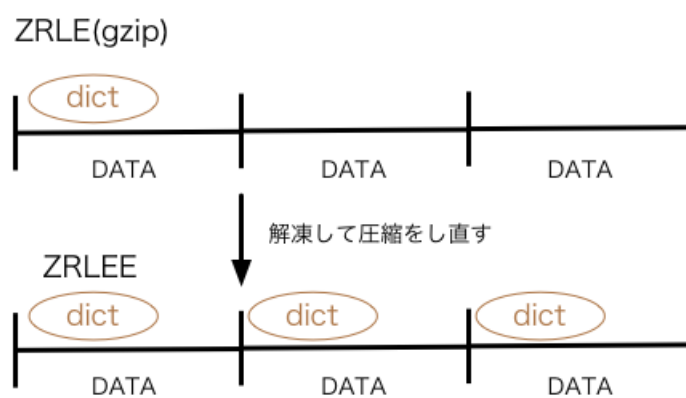 ZRLE(gzip)
dict
DATA DATA DATA
解凍して圧縮をし直す
ZRLEE
dict dict dict
DATA DATA DATA